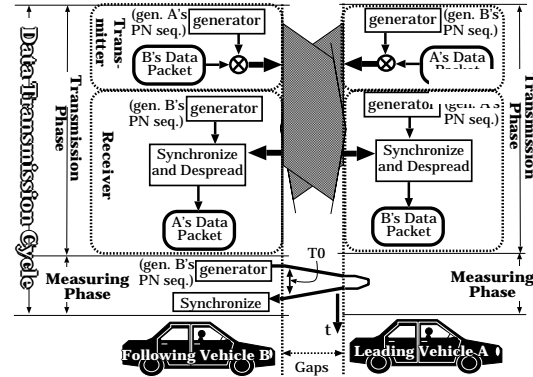 Data Transmission Cycle
Transmission
Phase
Trans-
mitter
(gen. A's
PN seq.)
generator
B's Data
Packet
Receiver
(gen. B's
PN seq.)
generator
Synchronize
and Despread
A's Data
Packet
generator
(gen. B's
PN seq.)
A's Data
generator
(gen. A's
PN seq.)
Synchronize
and Despread
B's Data
Packet
Transmission
Phase
Measuring
Phase
(gen. B's
PN seq.)
generator
Synchronize
T0
Measuring
Phase
t
Following Vehicle B
Gaps
Leading Vehicle A